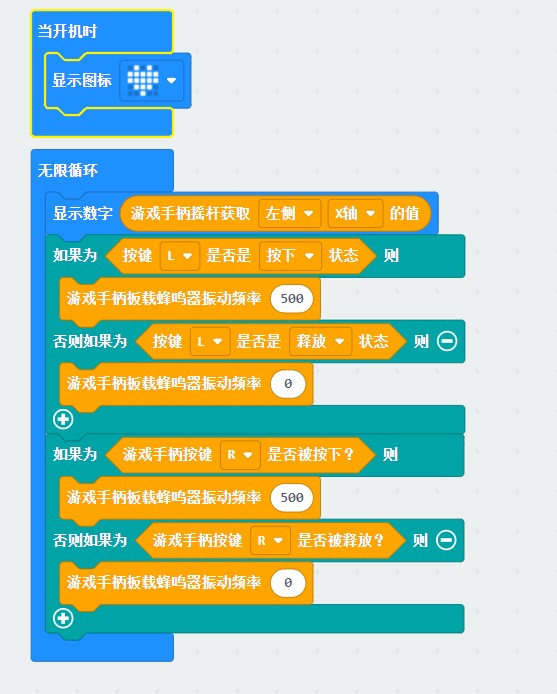 当开机时
显示图标
无限循环
显示数字 游戏手柄摇杆获取 左侧 X轴 的值
如果为 按键 L 是否是 按下 状态 则
游戏手柄板载蜂鸣器振动频率 500
否则如果为 按键 L 是否是 释放 状态 则
游戏手柄板载蜂鸣器振动频率 0
如果为 游戏手柄按键 R 是否被按下? 则
游戏手柄板载蜂鸣器振动频率 500
否则如果为 游戏手柄按键 R 是否被释放? 则
游戏手柄板载蜂鸣器振动频率 0